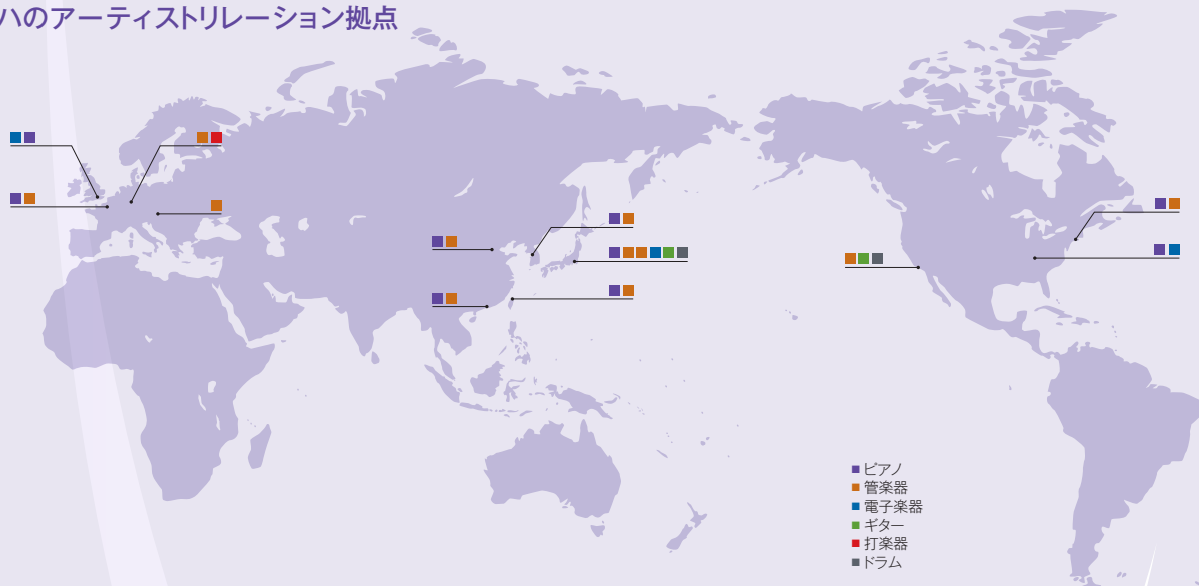 ハのアーティストリレーション拠点
ピアノ
管楽器
電子楽器
ギター
打楽器
ドラム